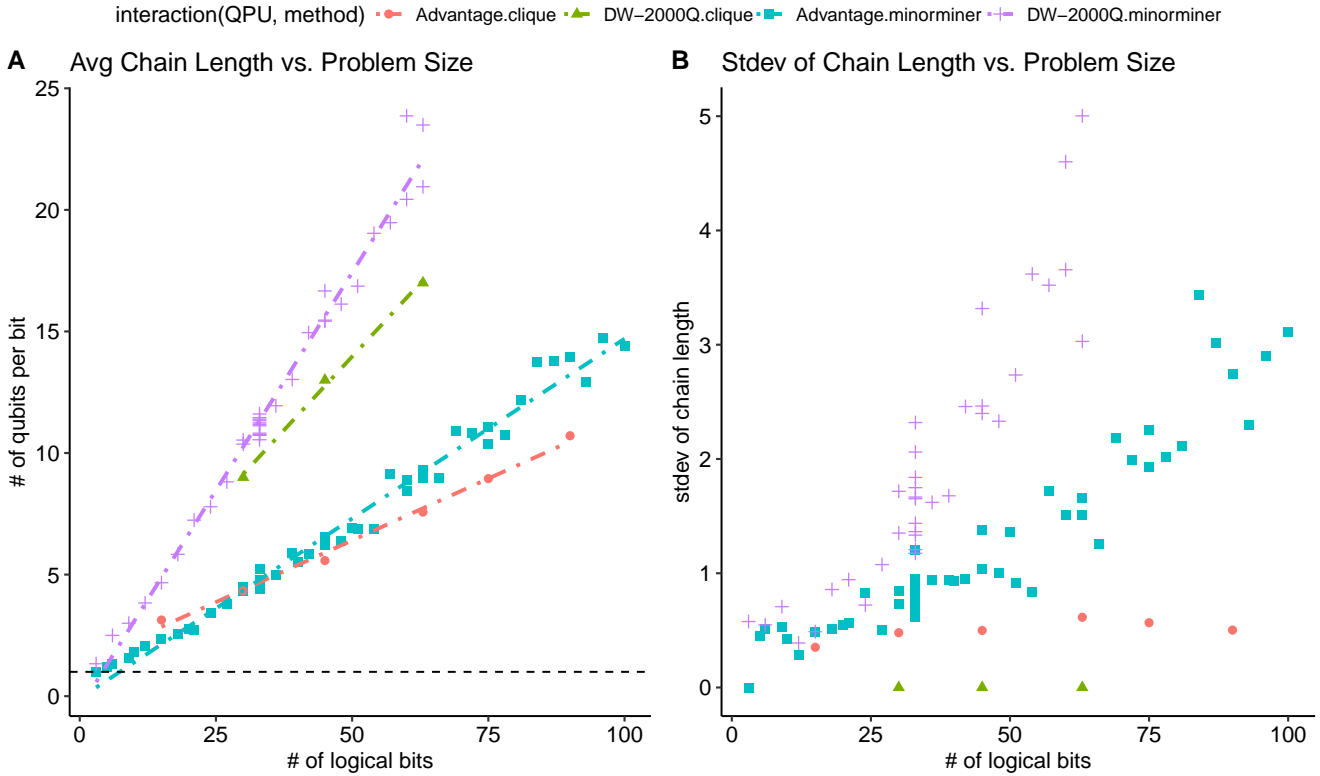 interaction(QPU, method) Advantage.clique DW−2000Q.clique Advantage.minorminer DW−2000Q.minorminer
A Avg Chain Length vs. Problem Size
25
20
15
10
5
0
# of qubits per bit
0 25 50 75 100
# of logical bits
B Stdev of Chain Length vs. Problem Size
5
4
3
2
1
0
stdev of chain length
0 25 50 75 100
# of logical bits